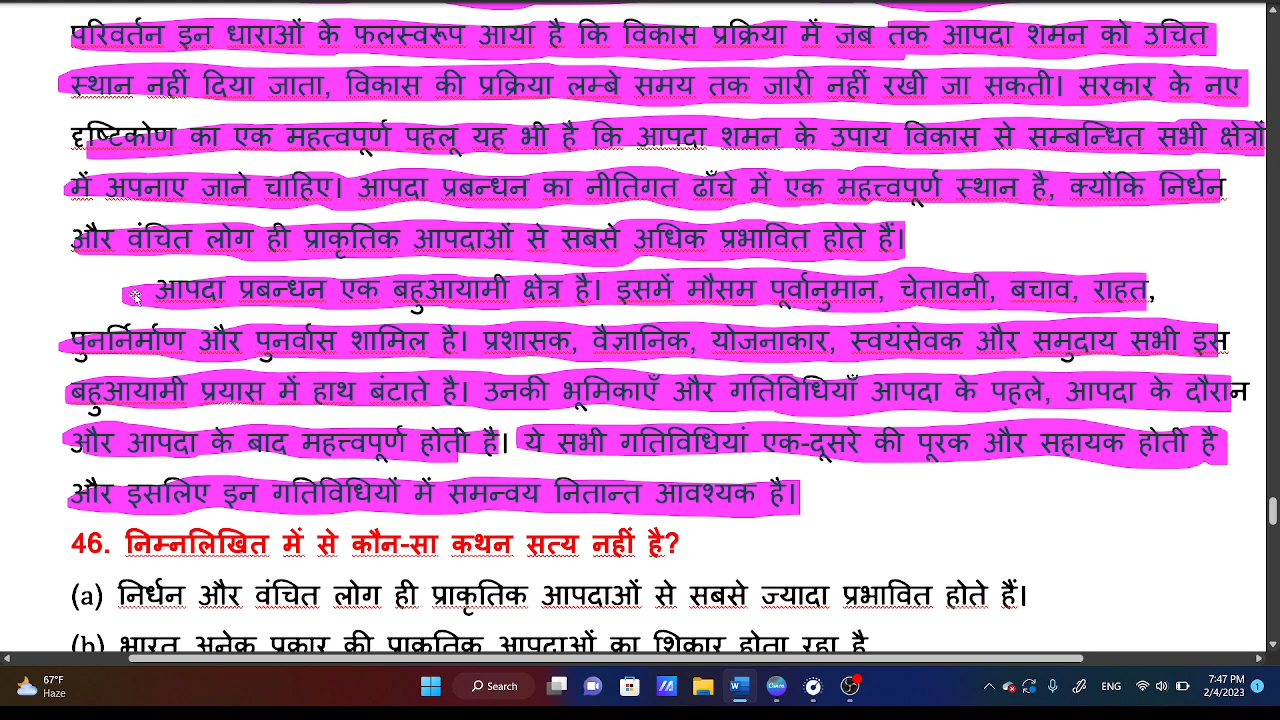 परिवर्तन इन धाराओं के फलस्वरूप आया है कि विकास प्रक्रिया में जब तक आपदा शमन को उचित
स्थान नहीं दिया जाता, विकास की प्रक्रिया लम्बे समय तक जारी नहीं रखी जा सकती। सरकार के नए
दृष्टिकोण का एक महत्वपूर्ण पहलू यह भी है कि आपदा शमन के उपाय विकास से सम्बन्धित सभी क्षेत्रों
में अपनाए जाने चाहिए। आपदा प्रबन्धन का नीतिगत ढाँचे में एक महत्त्वपूर्ण स्थान है, क्योंकि निर्धन
और वंचित लोग ही प्राकृतिक आपदाओं से सबसे अधिक प्रभावित होते हैं।
आपदा प्रबन्धन एक बहुआयामी क्षेत्र है। इसमें मौसम पूर्वानुमान, चेतावनी, बचाव, राहत,
पुनर्निर्माण और पुनर्वास शामिल है। प्रशासक, वैज्ञानिक, योजनाकार, स्वयंसेवक और समुदाय सभी इस
बहुआयामी प्रयास में हाथ बंटाते है। उनकी भूमिकाएँ और गतिविधियाँ आपदा के पहले, आपदा के दौरान
और आपदा के बाद महत्त्वपूर्ण होती है। ये सभी गतिविधियां एक-दूसरे की पूरक और सहायक होती है
और इसलिए इन गतिविधियों में समन्वय नितान्त आवश्यक है।
46. निम्नलिखित में से कौन-सा कथन सत्य नहीं है?
(a) निर्धन और वंचित लोग ही प्राकृतिक आपदाओं से सबसे ज्यादा प्रभावित होते हैं।
(b) भारत अनेक प्रकार की प्राकृतिक आपदाओं का शिकार होता रहा है
67°F
Haze
Search
ENG
7:47 PM
2/4/2023
1